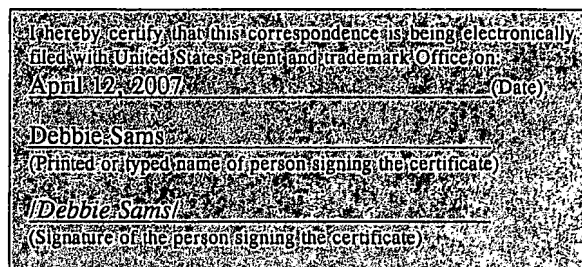 I hereby certify that this correspondence is being electronically
filed with United States Patent and trademark Office on:
April 12, 2007 (Date)
Debbie Sams
(Printed or typed name of person signing the certificate)
/Debbie Sams/
(Signature of the person signing the certificate)